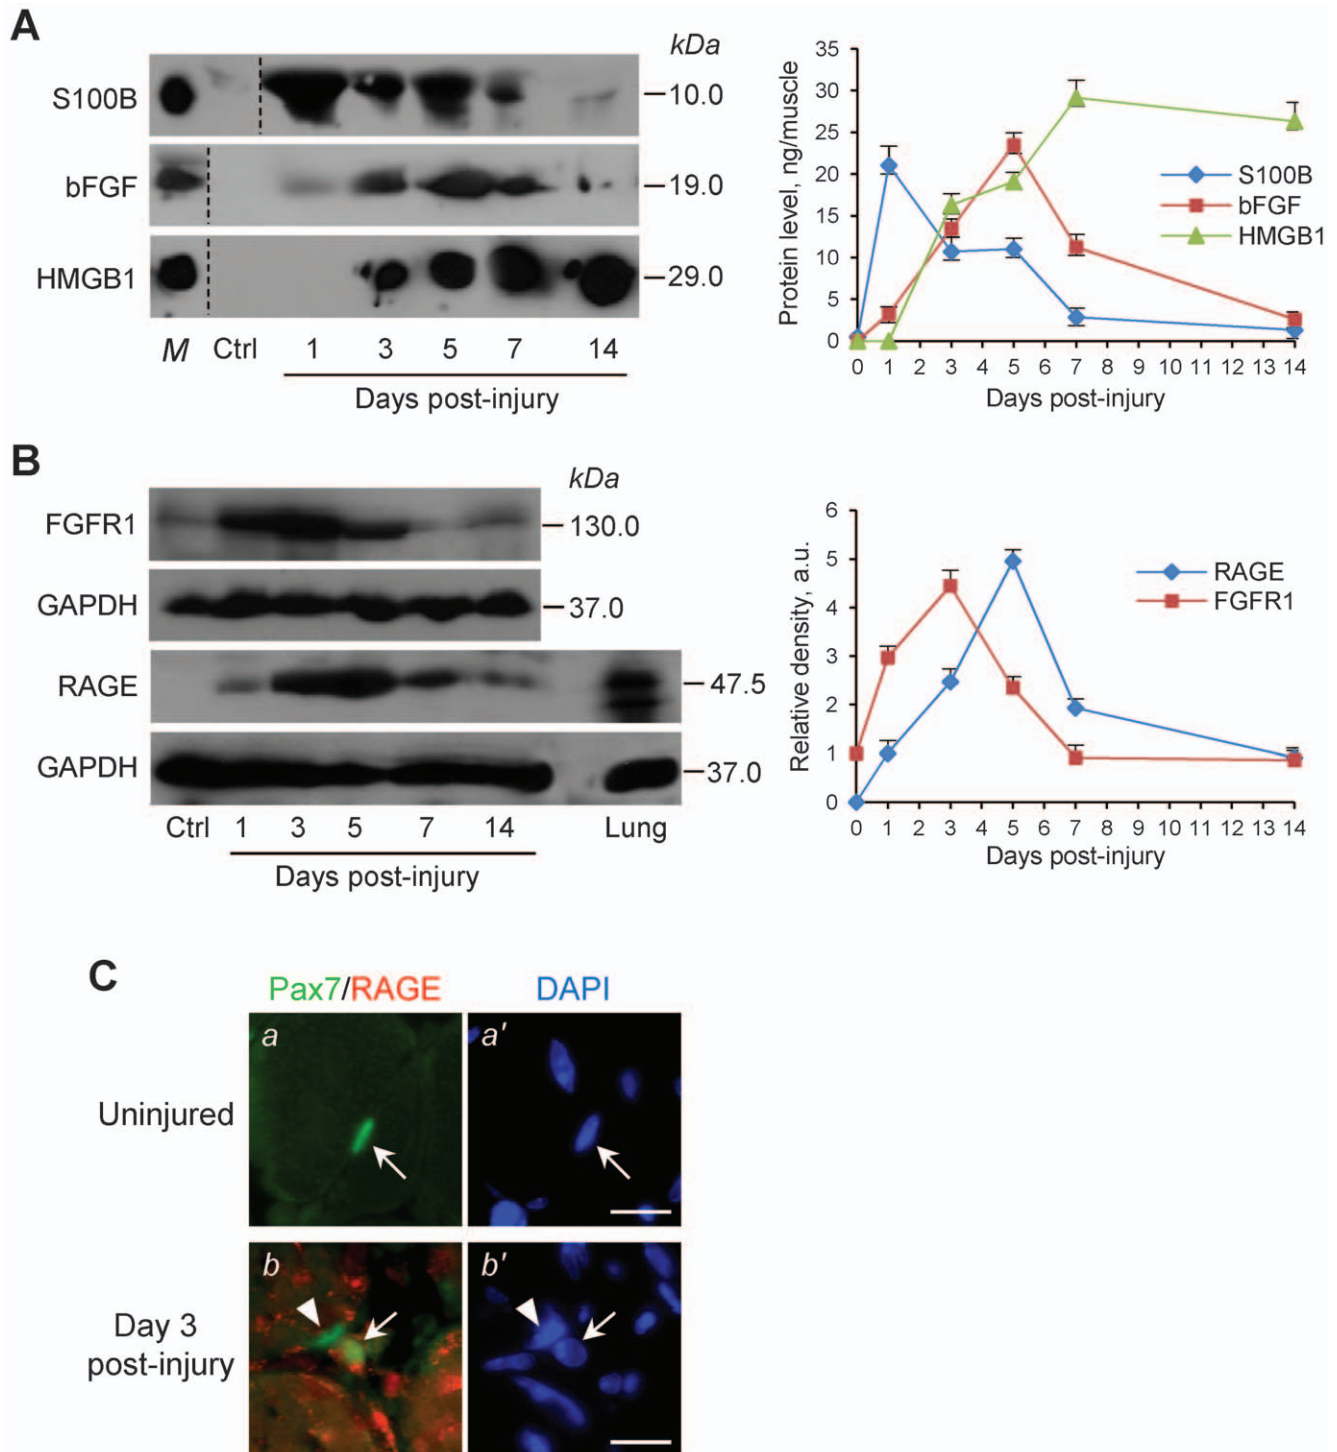 A
kDa
S100B
10.0
bFGF
19.0
HMGB1
29.0
M Ctrl 1 3 5 7 14
Days post-injury
Protein level, ng/muscle
35
30
25
20
15
10
5
0
0 1 2 3 4 5 6 7 8 9 10 11 12 13 14
Days post-injury
S100B
bFGF
HMGB1
B
kDa
FGFR1
130.0
GAPDH
37.0
RAGE
47.5
GAPDH
37.0
Ctrl 1 3 5 7 14 Lung
Days post-injury
Relative density, a.u.
6
5
4
3
2
1
0
0 1 2 3 4 5 6 7 8 9 10 11 12 13 14
Days post-injury
RAGE
FGFR1
C
Pax7/RAGE DAPI
Uninjured
a a'
Day 3
post-injury
b b'